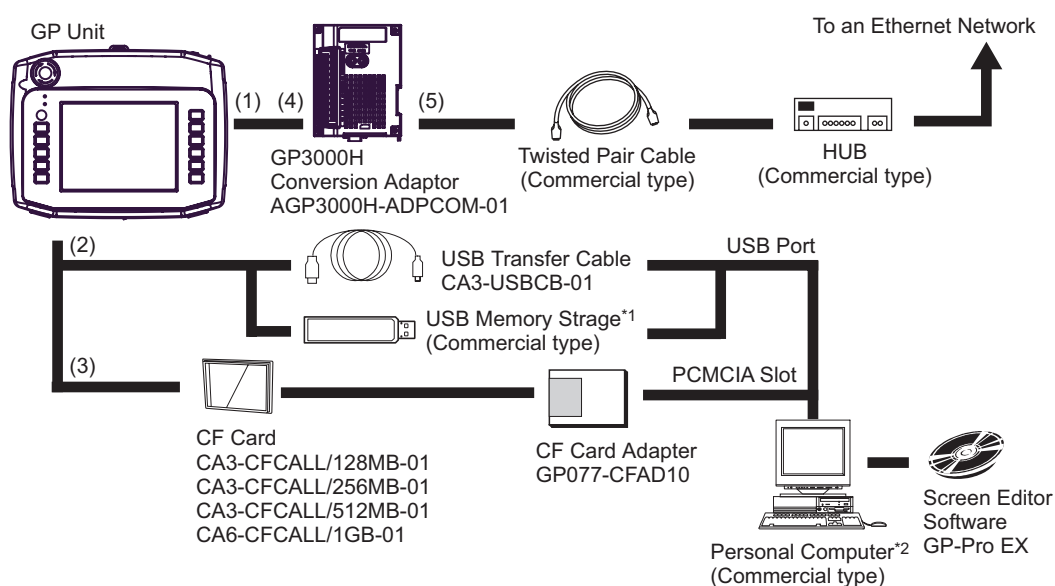 GP Unit
To an Ethernet Network
(1)
(4)
(5)
GP3000H
Conversion Adaptor
AGP3000H-ADPCOM-01
Twisted Pair Cable
(Commercial type)
HUB
(Commercial type)
(2)
USB Transfer Cable
CA3-USBCB-01
USB Port
USB Memory Strage*1
(Commercial type)
(3)
PCMCIA Slot
CF Card
CA3-CFCALL/128MB-01
CA3-CFCALL/256MB-01
CA3-CFCALL/512MB-01
CA6-CFCALL/1GB-01
CF Card Adapter
GP077-CFAD10
Personal Computer*2
(Commercial type)
Screen Editor
Software
GP-Pro EX